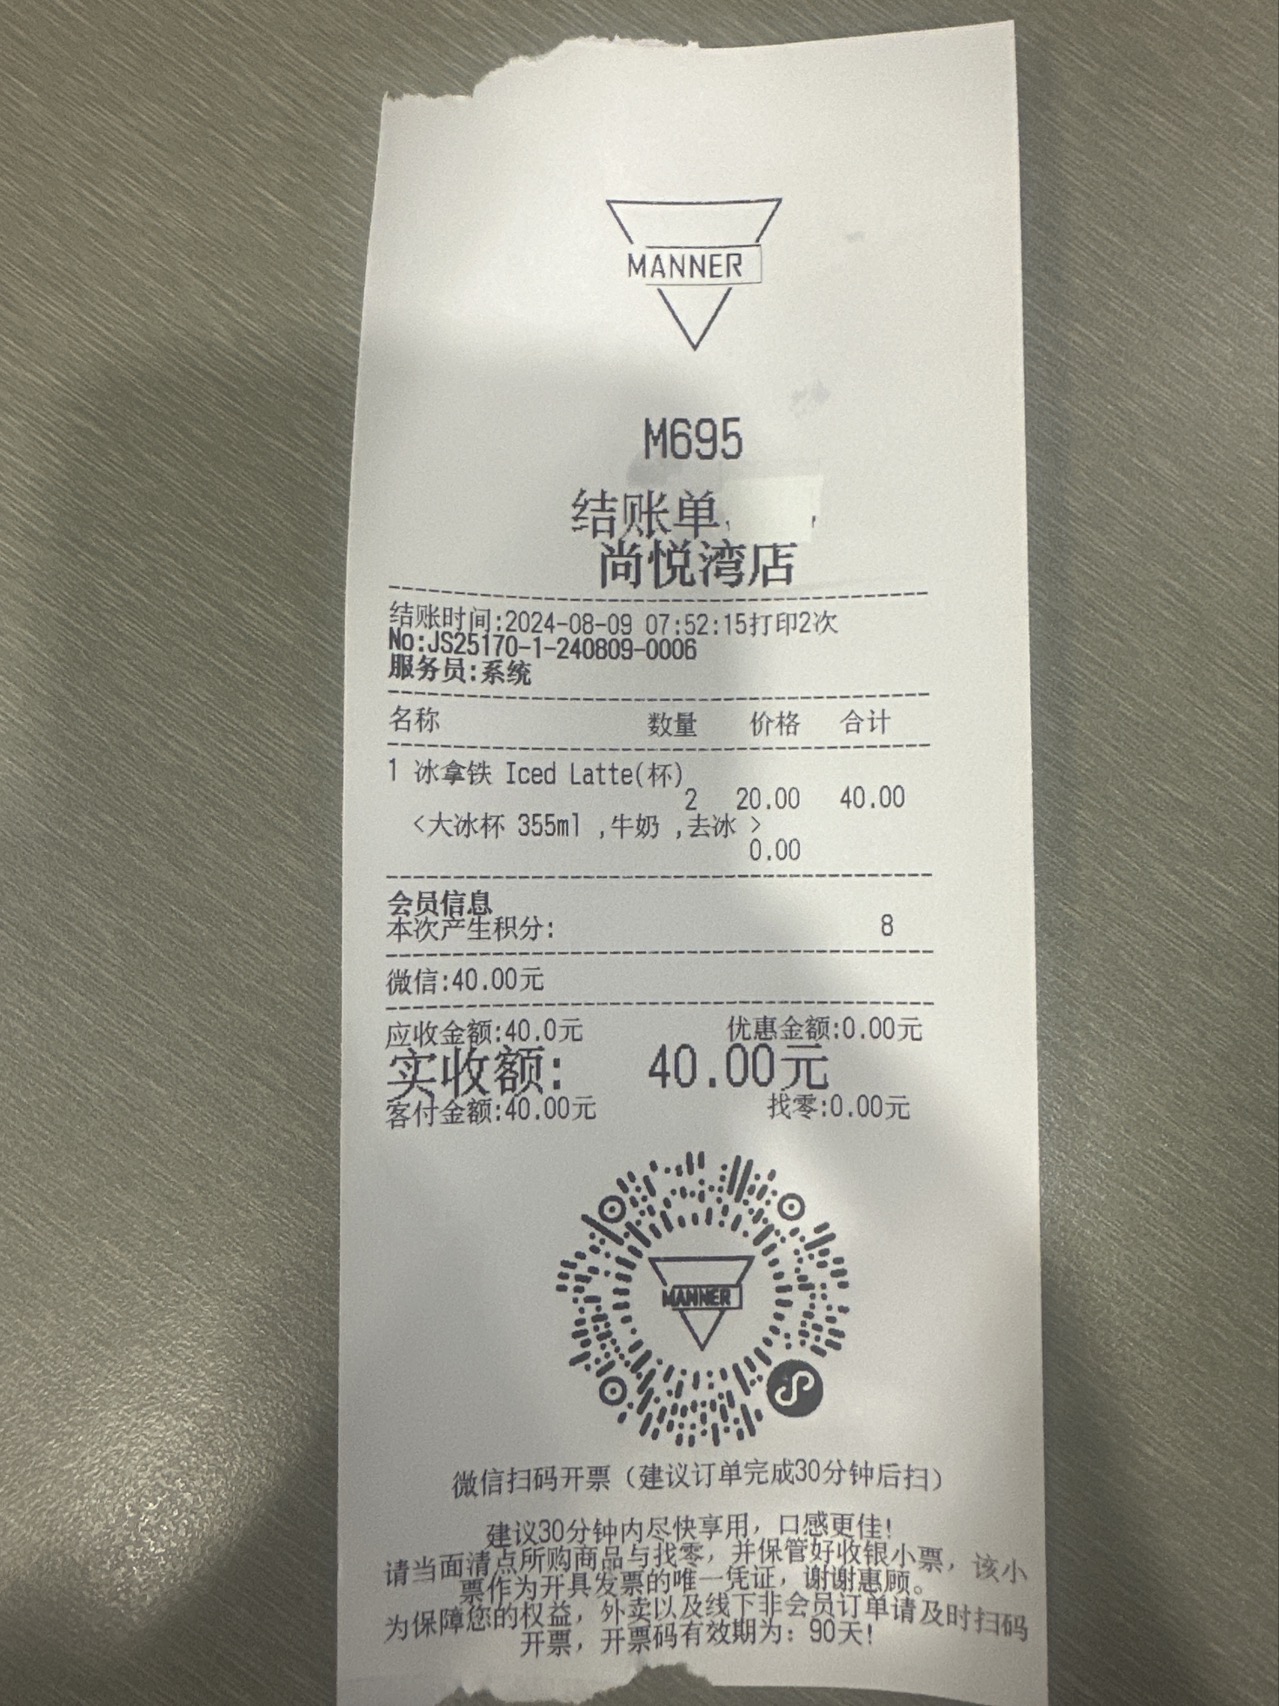 MANNER
M695
结账单
尚悦湾店
结账时间:2024-08-09 07:52:15打印2次
No:JS25170-1-240809-0006
服务员:系统
名称 数量 价格 合计
1 冰拿铁 Iced Latte(杯)
2 20.00 40.00
<大冰杯 355ml ,牛奶 ,去冰 >
0.00
会员信息
本次产生积分: 8
微信:40.00元
应收金额:40.0元 优惠金额:0.00元
实收额: 40.00元
客付金额:40.00元 找零:0.00元
MANNER
微信扫码开票（建议订单完成30分钟后扫）
建议30分钟内尽快享用，口感更佳!
请当面清点所购商品与找零，并保管好收银小票，该小
票作为开具发票的唯一凭证，谢谢惠顾。
为保障您的权益，外卖以及线下非会员订单请及时扫码
开票，开票码有效期为：90天!